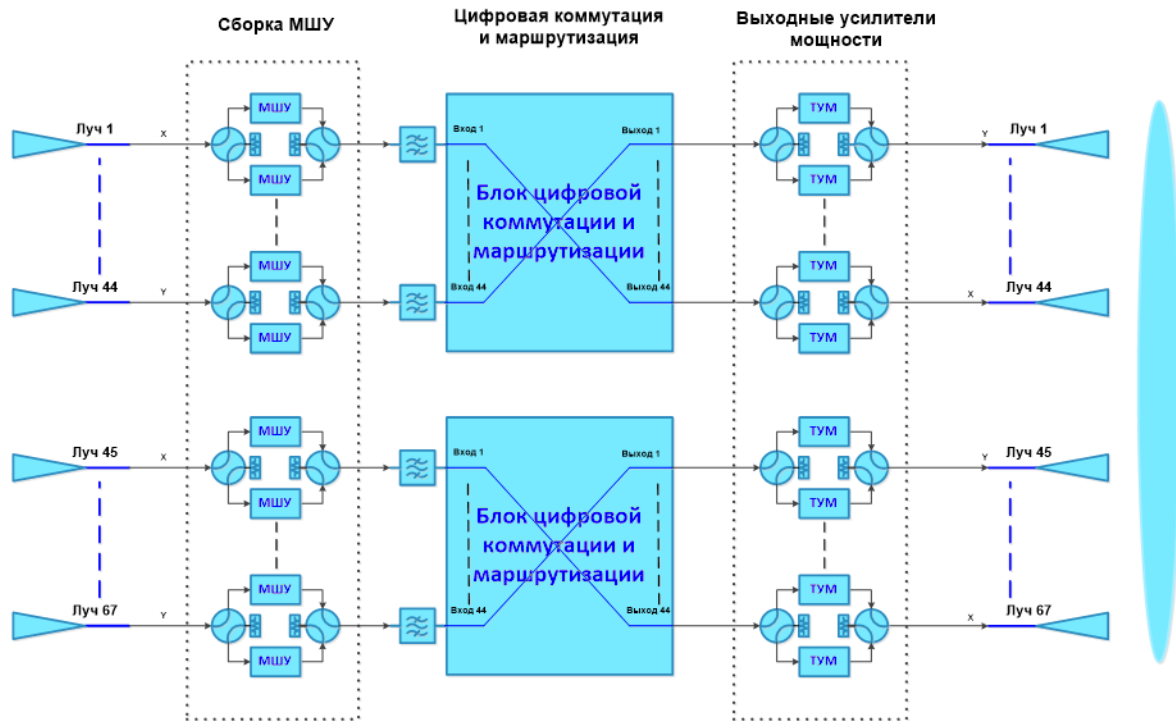 Сборка МШУ
Цифровая коммутация
и маршрутизация
Выходные усилители
мощности
Луч 1
X
МШУ
МШУ
Вход 1
Выход 1
ТУМ
ТУМ
Y
Луч 1
Блок цифровой
коммутации и
маршрутизации
Луч 44
Y
МШУ
МШУ
Вход 44
Выход 44
ТУМ
ТУМ
X
Луч 44
Луч 45
X
МШУ
МШУ
Вход 1
Выход 1
ТУМ
ТУМ
Y
Луч 45
Блок цифровой
коммутации и
маршрутизации
Луч 67
Y
МШУ
МШУ
Вход 44
Выход 44
ТУМ
ТУМ
X
Луч 67